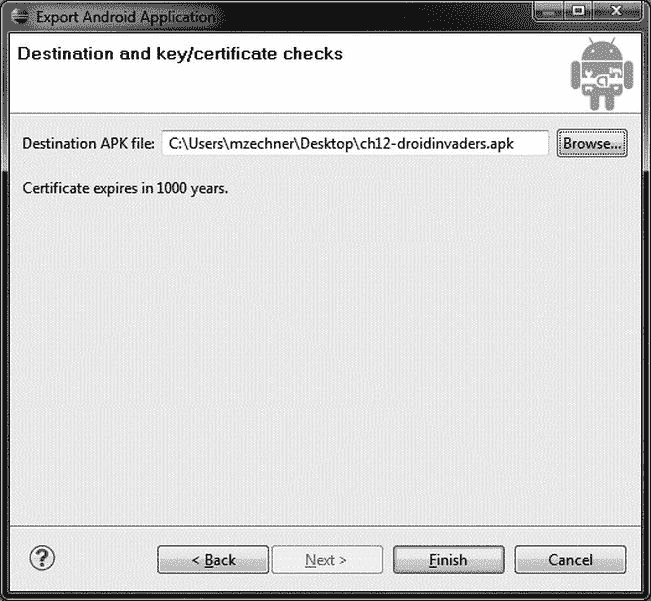 Export Android Application
Destination and key/certificate checks
Destination APK file: C:\Users\mzechner\Desktop\ch12-droidinvaders.apk Browse...
Certificate expires in 1000 years.
? < Back Next > Finish Cancel